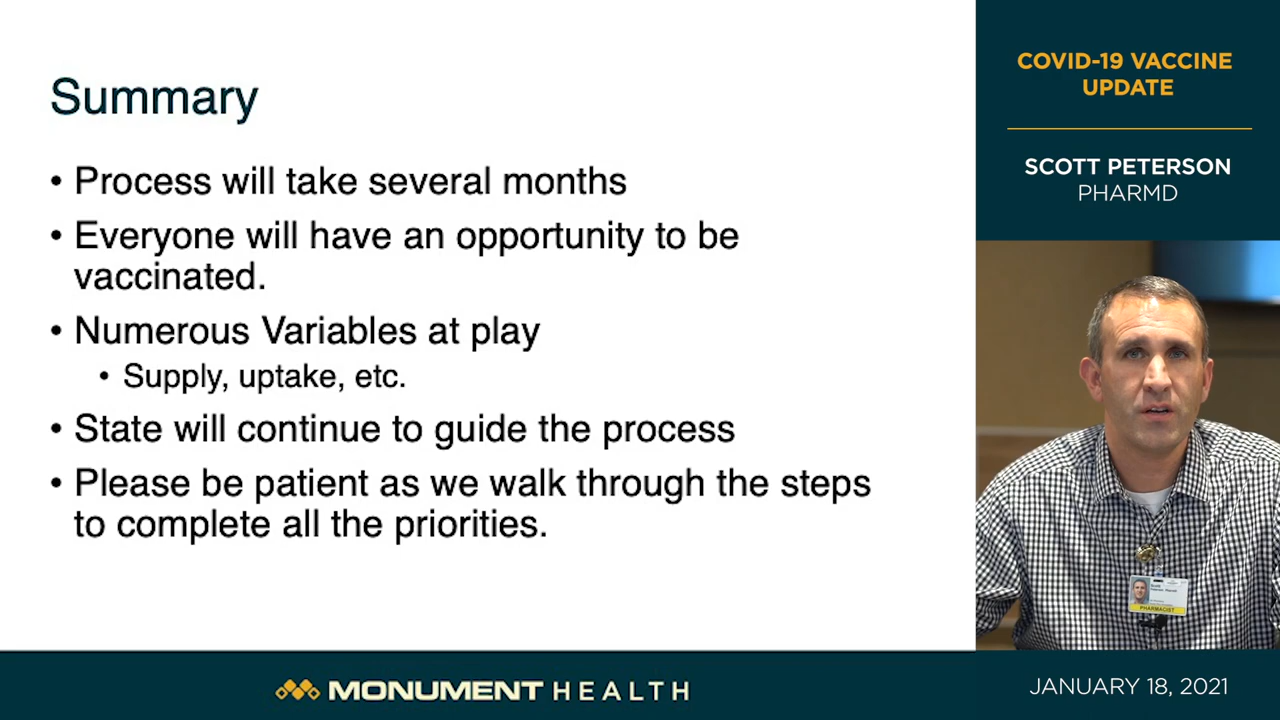 Summary
• Process will take several months
• Everyone will have an opportunity to be
vaccinated.
• Numerous Variables at play
• Supply, uptake, etc.
• State will continue to guide the process
• Please be patient as we walk through the steps
to complete all the priorities.
COVID-19 VACCINE
UPDATE
SCOTT PETERSON
PHARMD
PHARMACIST
MONUMENT HEALTH
JANUARY 18, 2021